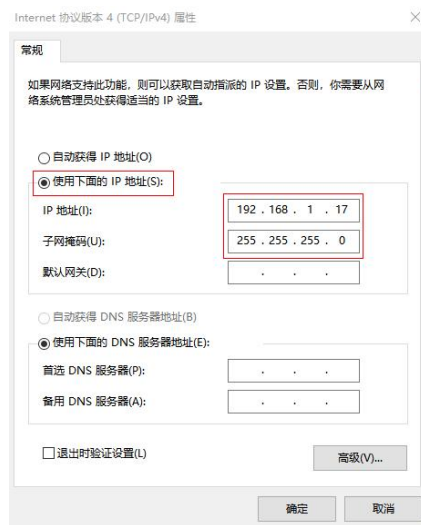 Internet 协议版本 4 (TCP/IPv4) 属性
常规
如果网络支持此功能，则可以获取自动指派的 IP 设置。否则，你需要从网
络系统管理员处获得适当的 IP 设置。
自动获得 IP 地址(O)
使用下面的 IP 地址(S):
IP 地址(I): 192 . 168 . 1 . 17
子网掩码(U): 255 . 255 . 255 . 0
默认网关(D): . . .
自动获得 DNS 服务器地址(B)
使用下面的 DNS 服务器地址(E):
首选 DNS 服务器(P): . . .
备用 DNS 服务器(A): . . .
退出时验证设置(L)
高级(V)...
确定 取消